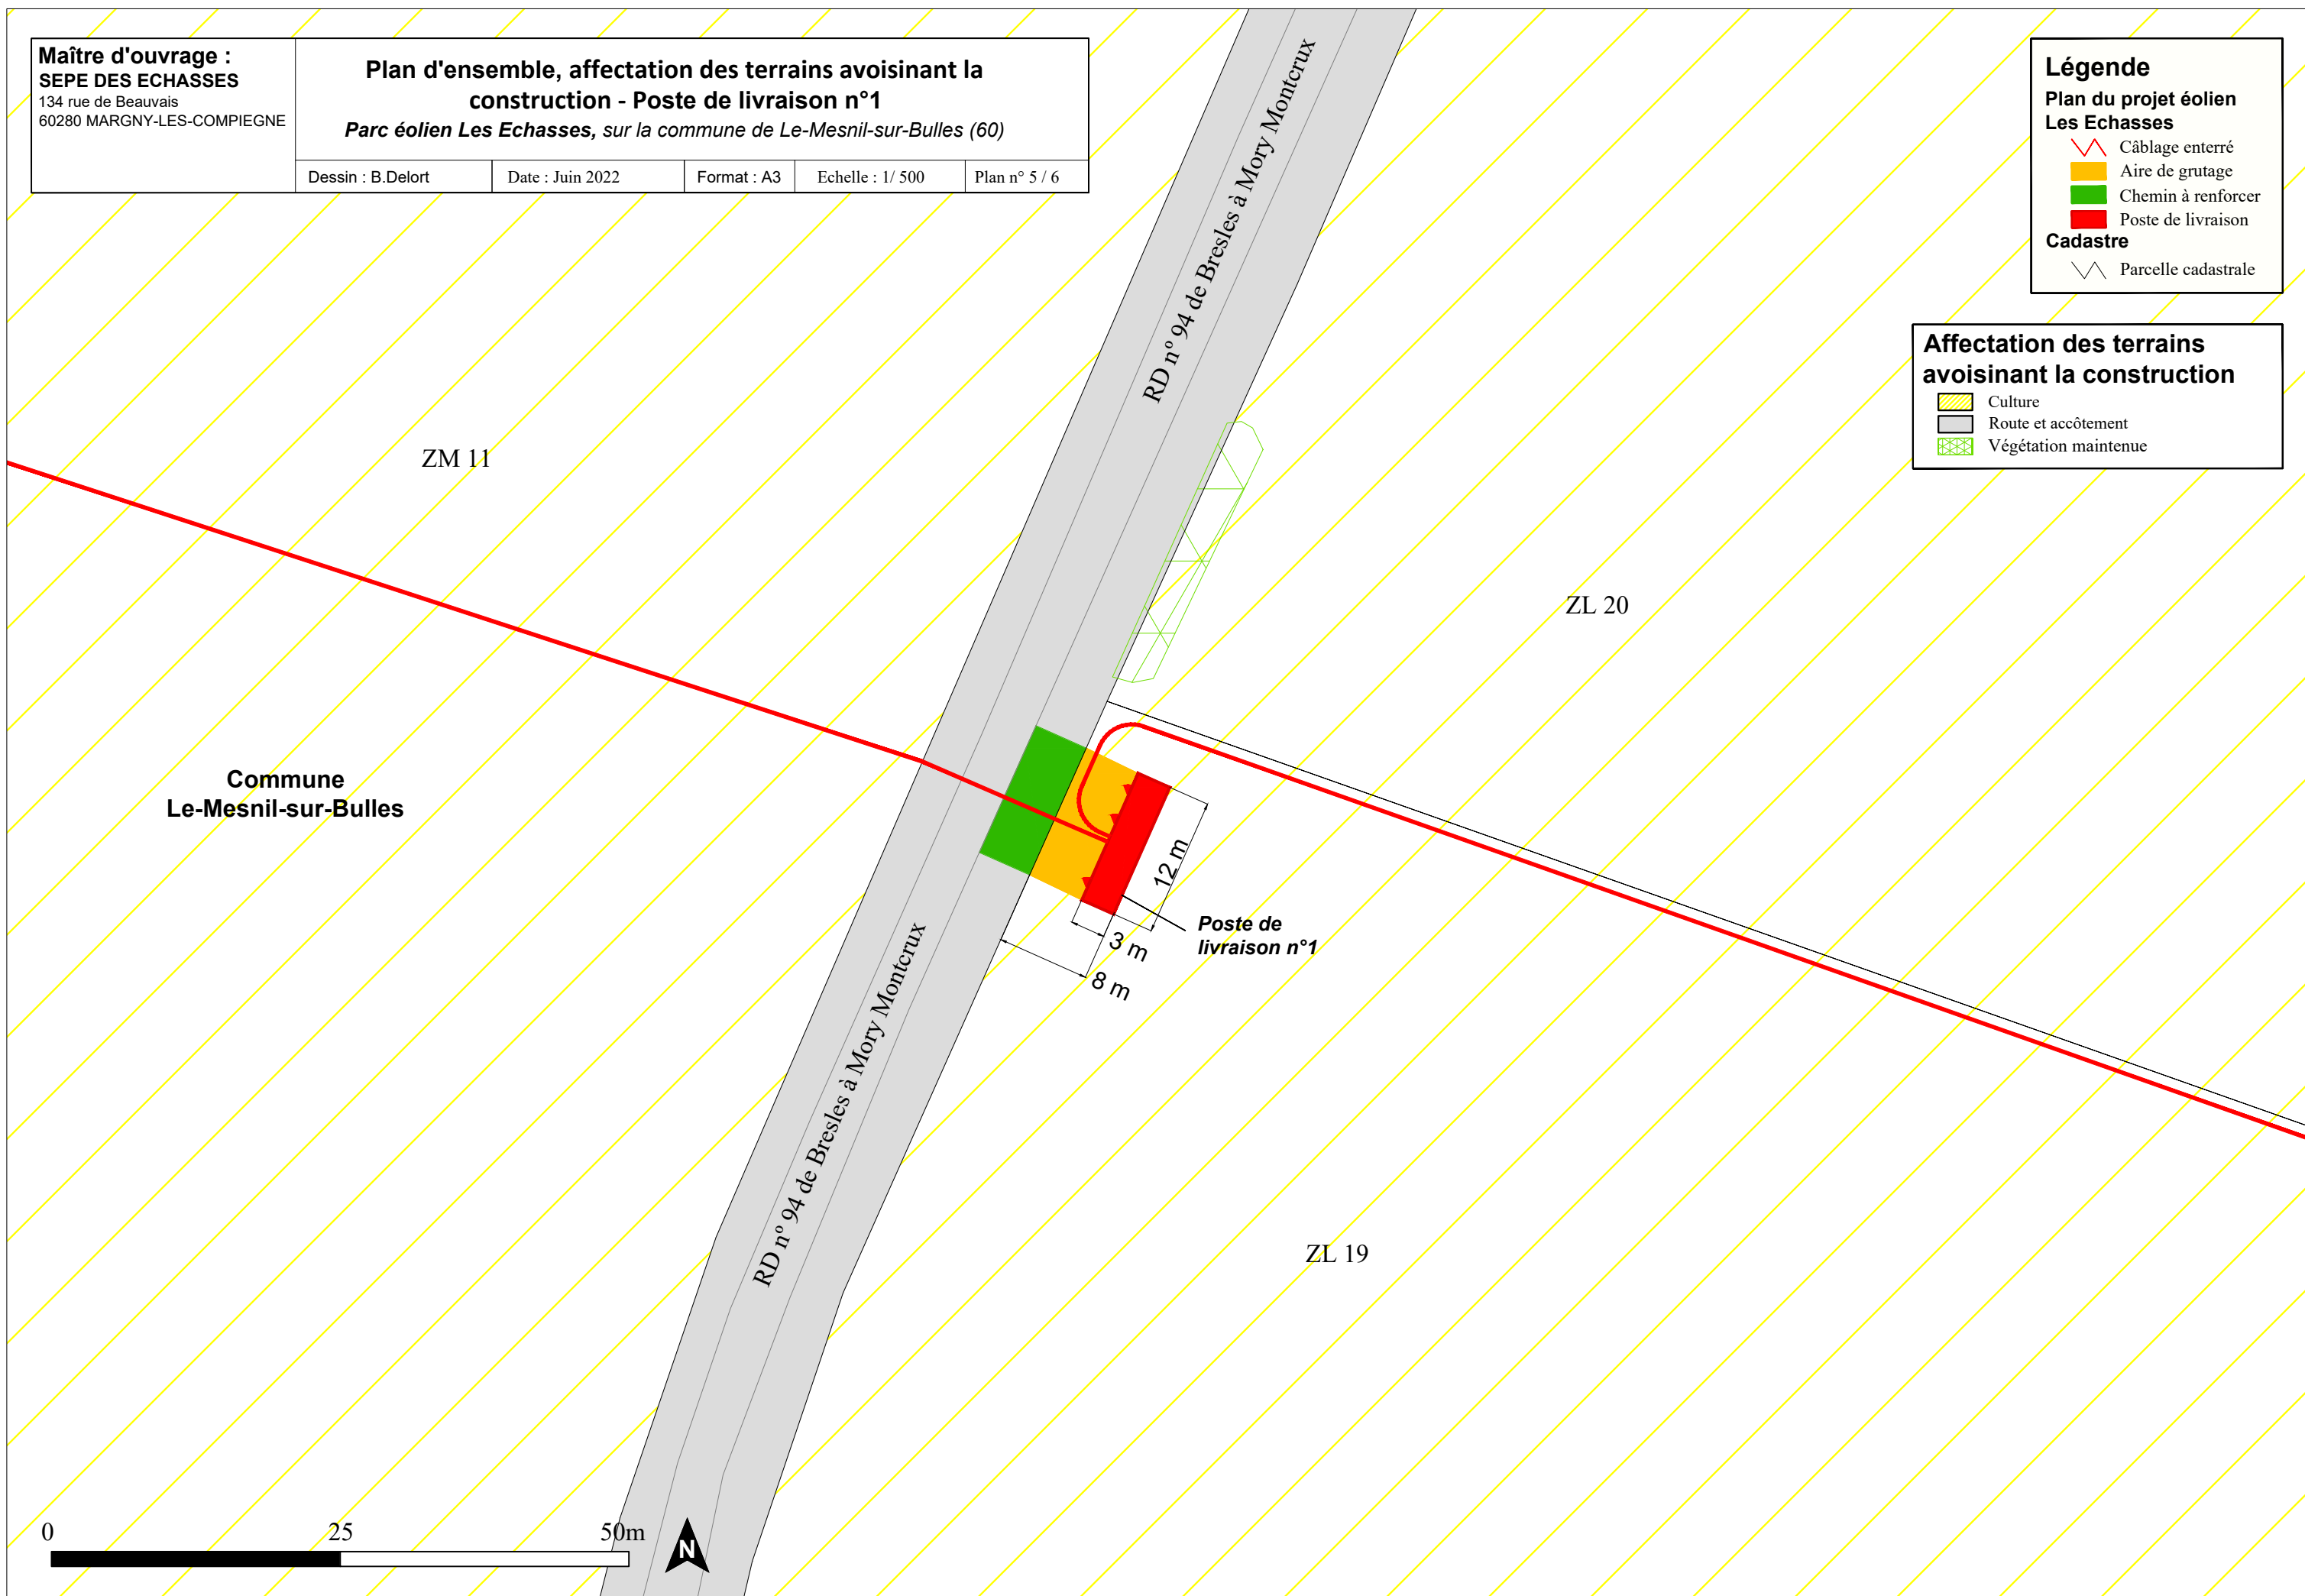 Maître d'ouvrage :
SEPE DES ECHASSES
134 rue de Beauvais
60280 MARGNY-LES-COMPIEGNE
Plan d'ensemble, affectation des terrains avoisinant la
construction - Poste de livraison n°1
Parc éolien Les Echasses, sur la commune de Le-Mesnil-sur-Bulles (60)
Dessin : B.Delort
Date : Juin 2022
Format : A3
Echelle : 1/ 500
Plan n° 5 / 6
Légende
Plan du projet éolien
Les Echasses
Câblage enterré
Aire de grutage
Chemin à renforcer
Poste de livraison
Cadastre
Parcelle cadastrale
Affectation des terrains
avoisinant la construction
Culture
Route et accôtement
Végétation maintenue
RD nº 94 de Bresles à Mory Montcrux
ZM 11
ZL 20
Commune
Le-Mesnil-sur-Bulles
12 m
Poste de
livraison n°1
3 m
8 m
RD nº 94 de Bresles à Mory Montcrux
ZL 19
0
25
50m
N